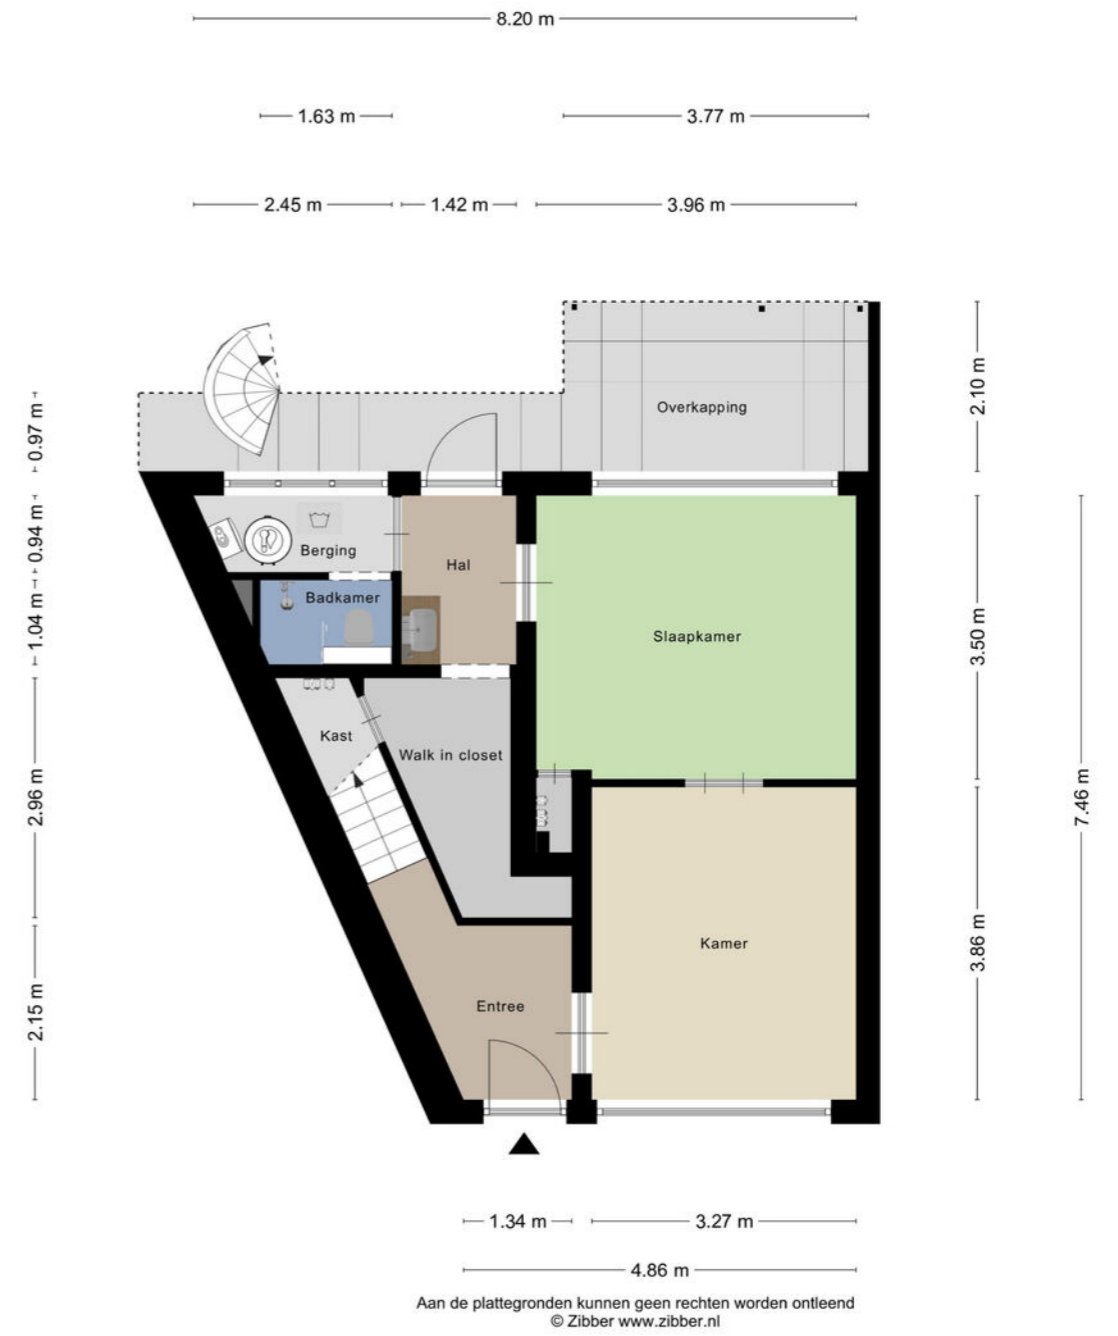 8.20 m
1.63 m
3.77 m
2.45 m
1.42 m
3.96 m
2.10 m
0.97 m
Overkapping
0.94 m
Berging
Hal
Badkamer
1.04 m
Slaapkamer
3.50 m
Kast
Walk in closet
2.96 m
7.46 m
Kamer
3.86 m
Entree
2.15 m
1.34 m
3.27 m
4.86 m
Aan de plattegronden kunnen geen rechten worden ontleend
© Zibber www.zibber.nl